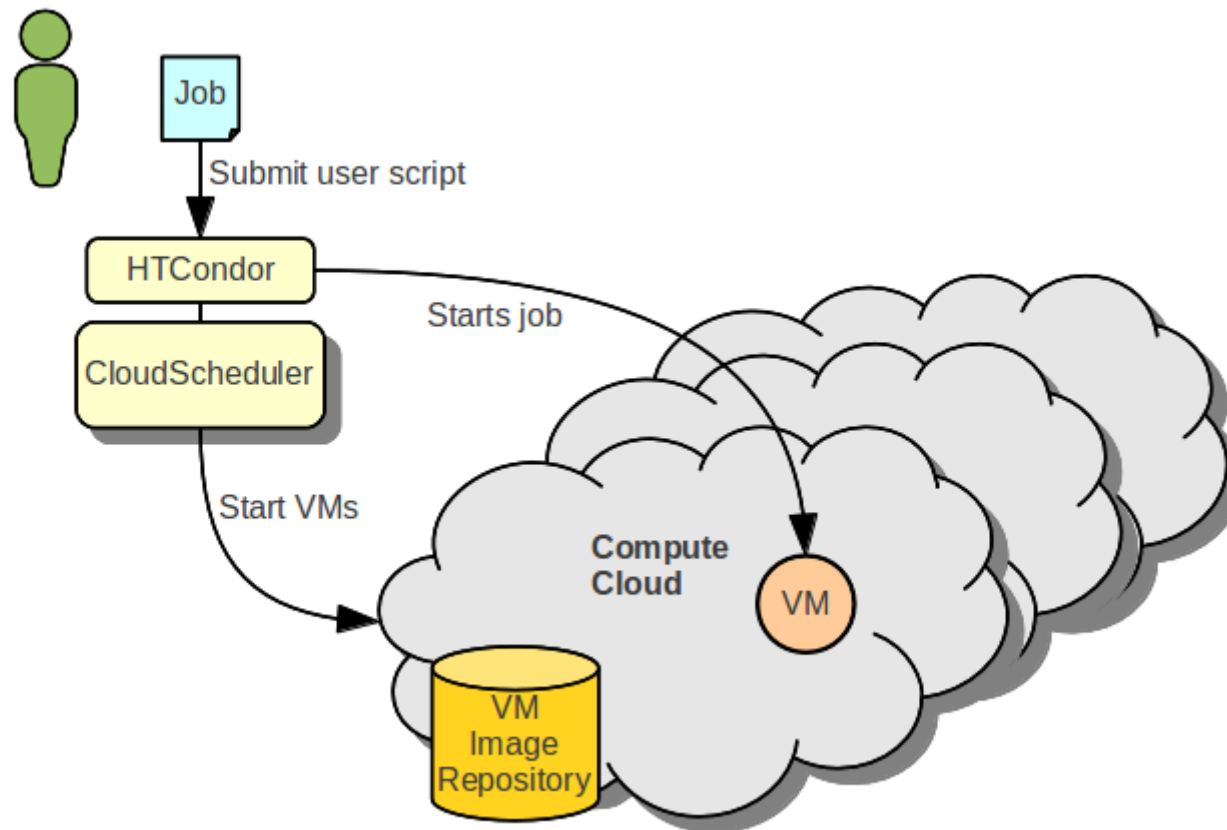 Job
Submit user script
HTCondor
Starts job
CloudScheduler
Start VMs
Compute
Cloud
VM
VM
Image
Repository